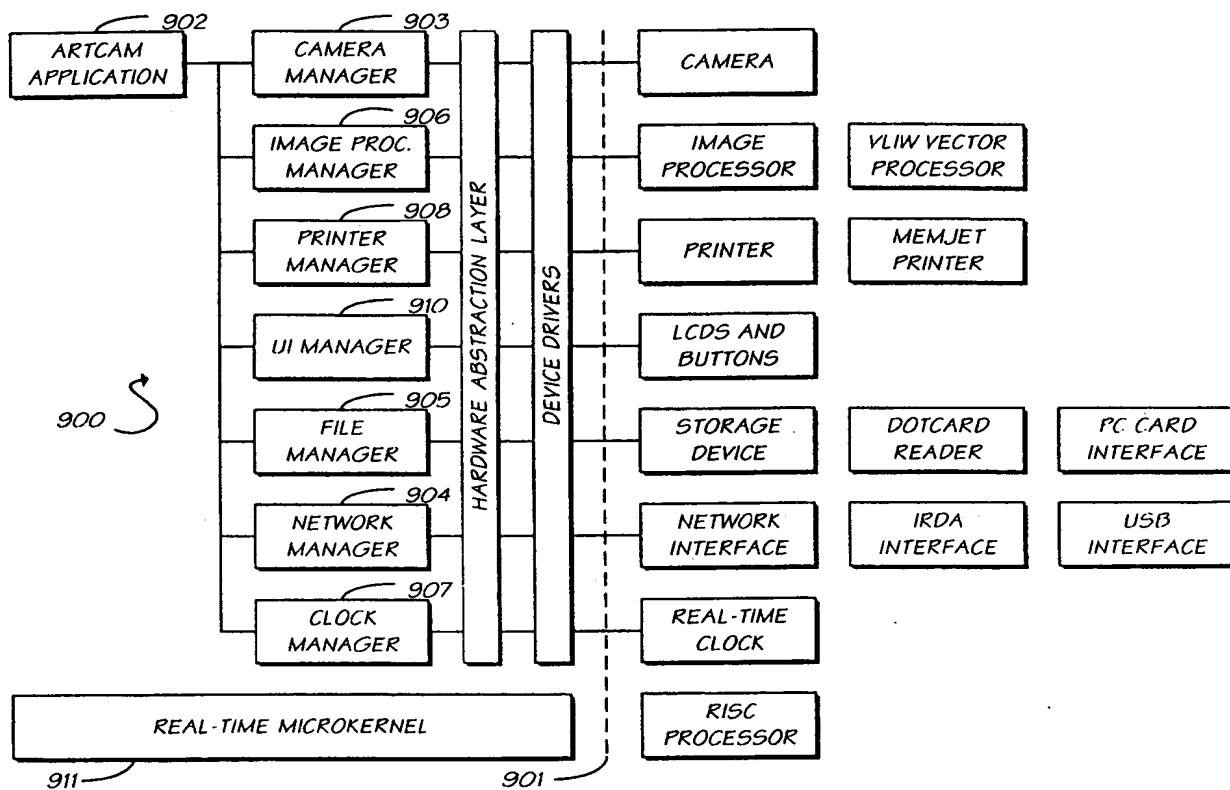 902
903
ARTCAM
APPLICATION
CAMERA
MANAGER
CAMERA
906
IMAGE PROC.
MANAGER
IMAGE
PROCESSOR
VLIW VECTOR
PROCESSOR
908
PRINTER
MANAGER
PRINTER
MEMJET
PRINTER
HARDWARE ABSTRACTION LAYER
DEVICE DRIVERS
910
UI MANAGER
LCDS AND
BUTTONS
900
905
FILE
MANAGER
STORAGE
DEVICE
DOTCARD
READER
PC CARD
INTERFACE
904
NETWORK
MANAGER
NETWORK
INTERFACE
IRDA
INTERFACE
USB
INTERFACE
907
CLOCK
MANAGER
REAL-TIME
CLOCK
REAL-TIME MICROKERNEL
RISC
PROCESSOR
911
901